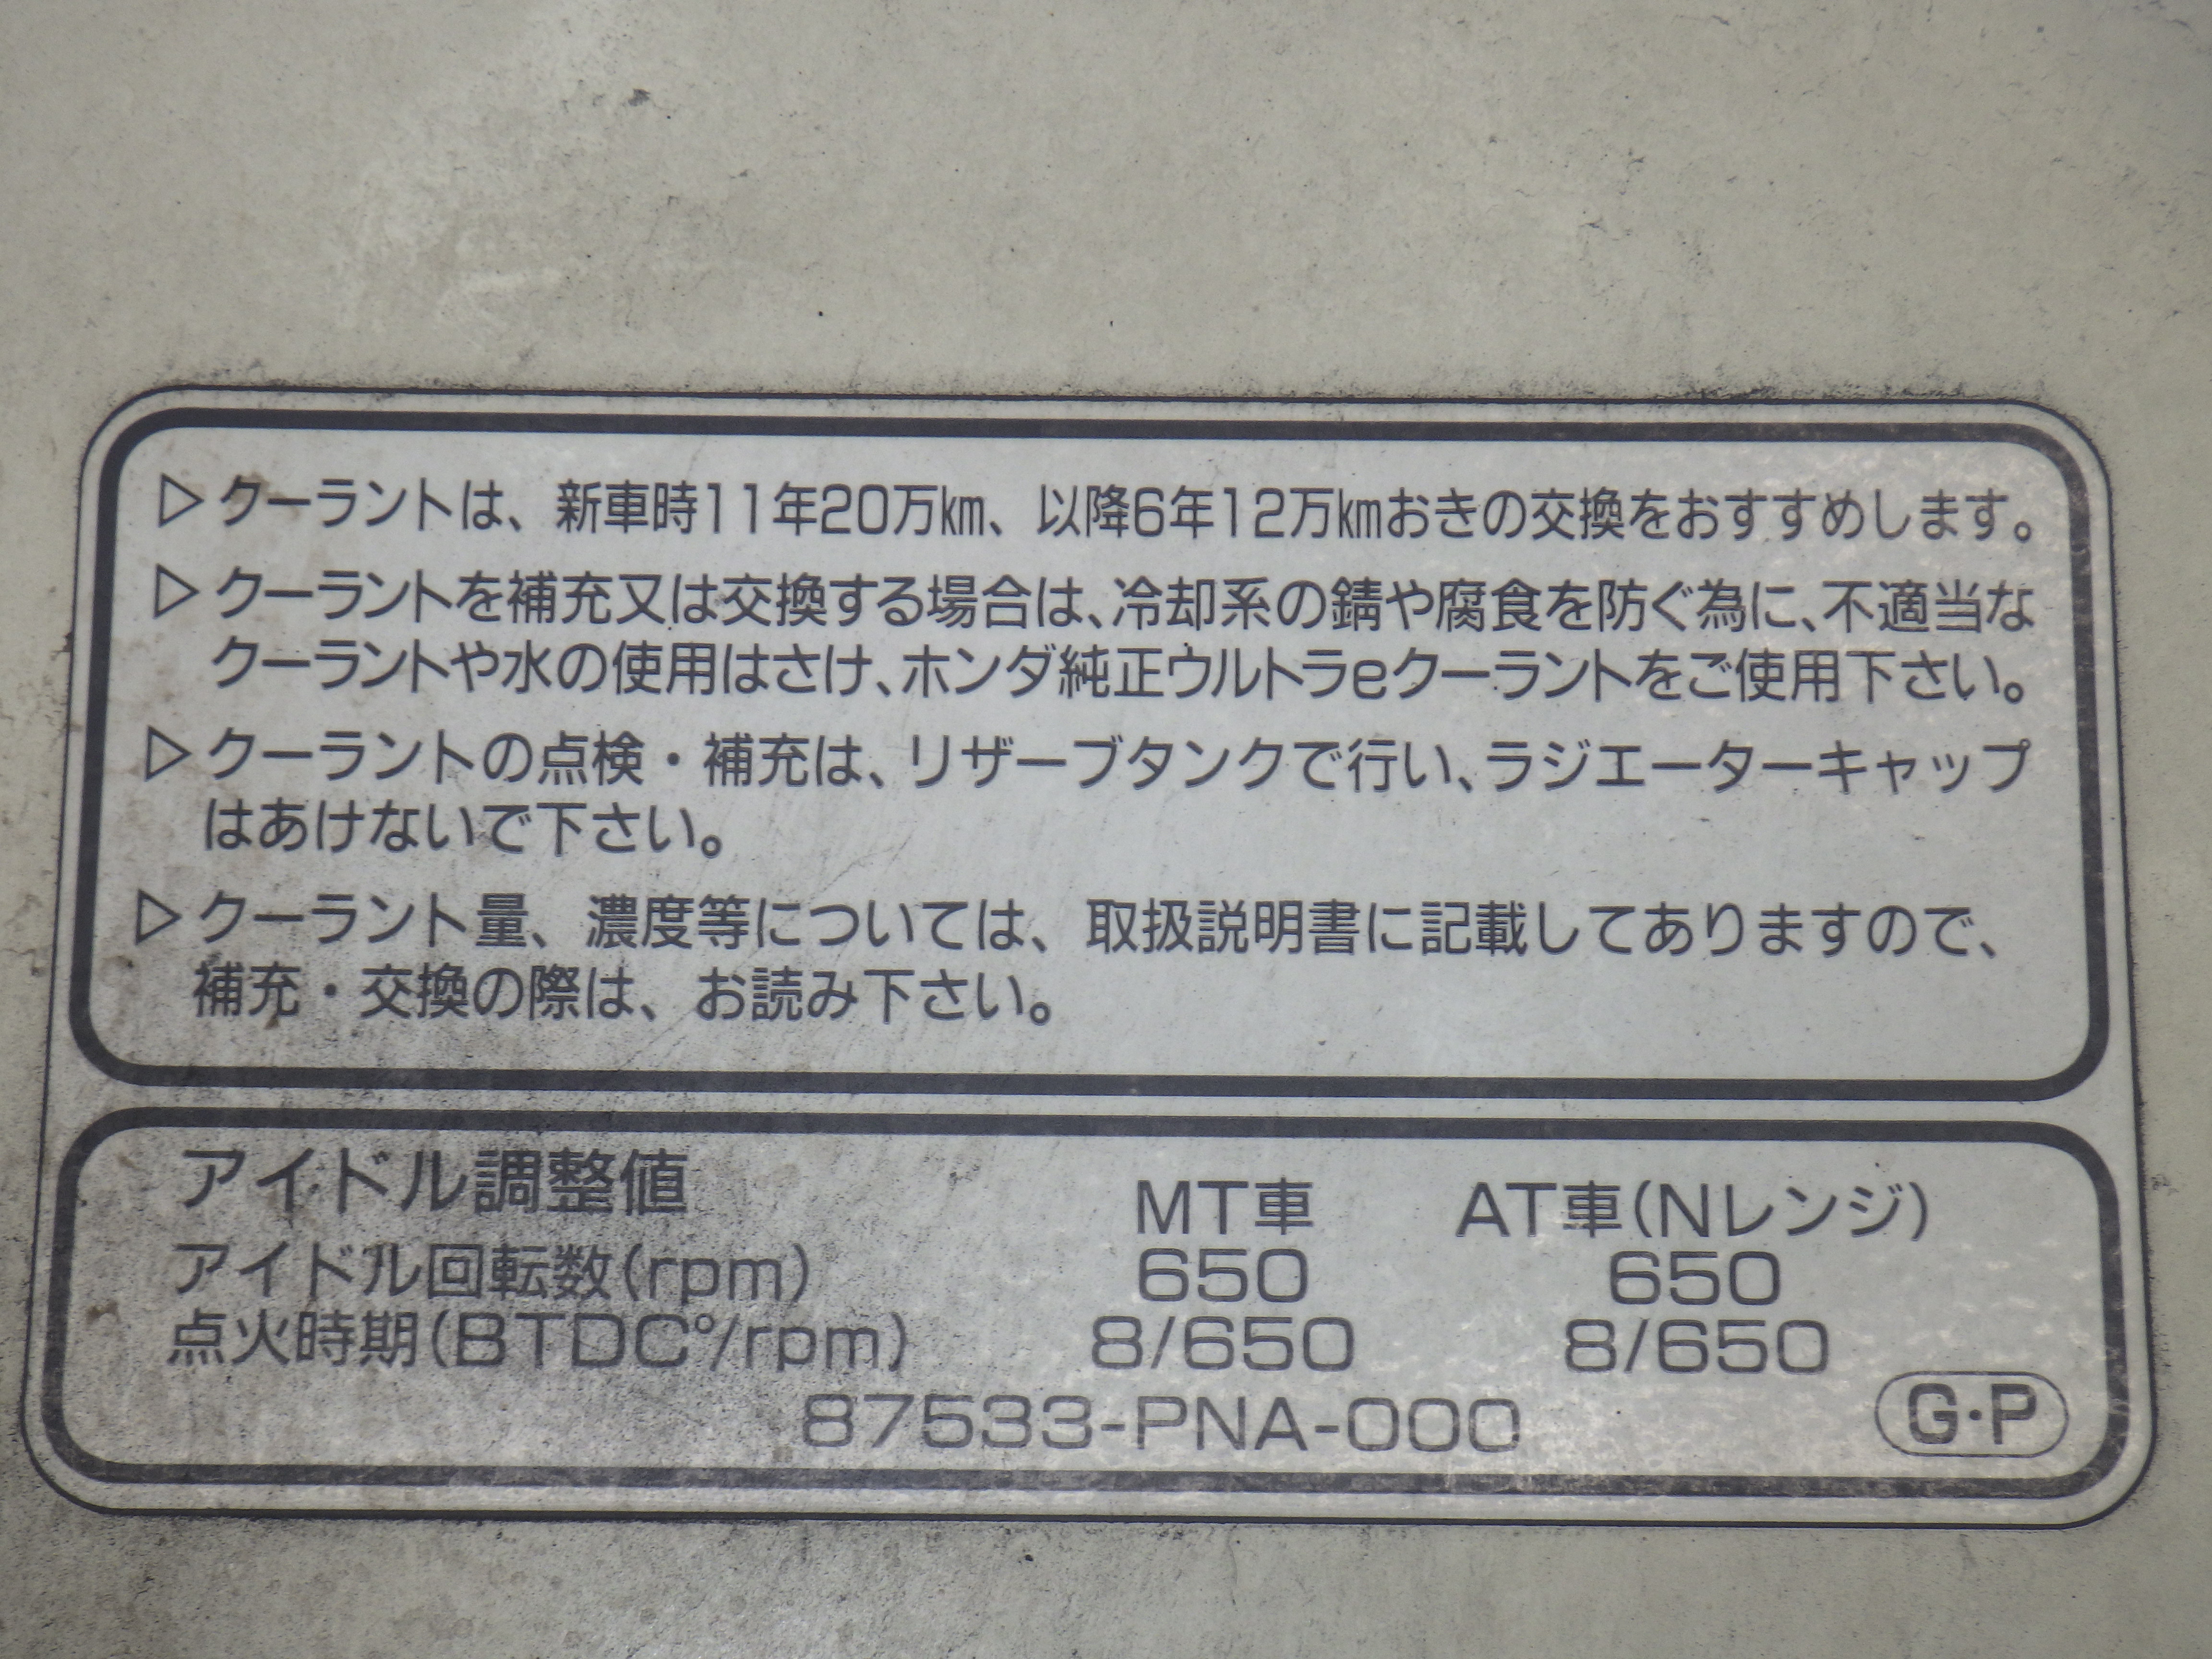 ▷クーラントは、新車時11年20万㎞、以降6年12万㎞おきの交換をおすすめします。
▷クーラントを補充又は交換する場合は、冷却系の錆や腐食を防ぐ為に、不適当な
クーラントや水の使用はさけ、ホンダ純正ウルトラeクーラントをご使用下さい。
▷クーラントの点検・補充は、リザーブタンクで行い、ラジエーターキャップ
はあけないで下さい。
▷クーラント量、濃度等については、取扱説明書に記載してありますので、
補充・交換の際は、お読み下さい。
アイドル調整値
MT車 AT車(Nレンジ)
アイドル回転数(rpm) 650 650
点火時期(BTDC°/rpm) 8/650 8/650
87533-PNA-000
G·P